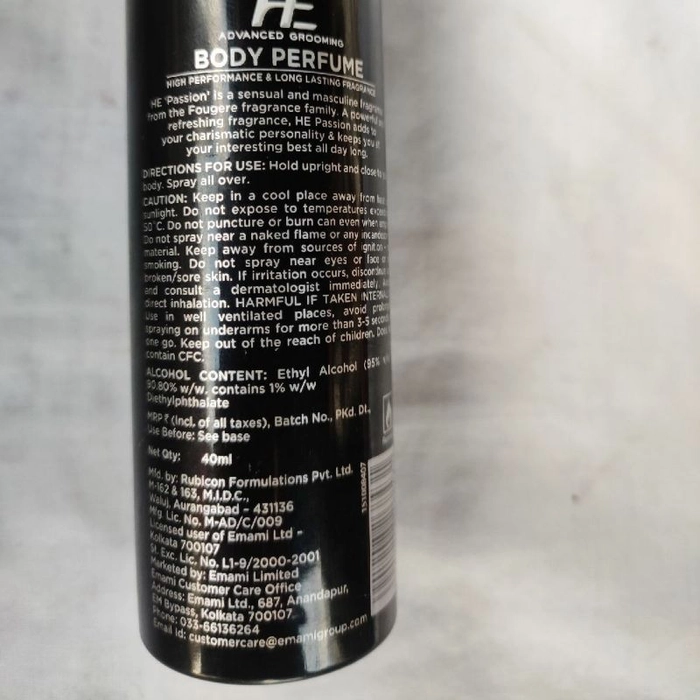 HE
ADVANCED GROOMING
BODY PERFUME
HIGH PERFORMANCE & LONG LASTING FRAGRANCE
HE 'Passion' is a sensual and masculine fragrance
from the Fougere fragrance family. A powerful
refreshing fragrance, HE Passion adds to
your charismatic personality & keeps you at
your interesting best all day long.
DIRECTIONS FOR USE: Hold upright and close to
body. Spray all over.
CAUTION: Keep in a cool place away from
sunlight. Do not expose to temperatures
50°C. Do not puncture or burn can even when
Do not spray near a naked flame or any incandescent
material. Keep away from sources of ignition -
smoking. Do not spray near eyes or face or
broken/sore skin. If irritation occurs, discontinue
and consult a dermatologist immediately.
direct inhalation. HARMFUL IF TAKEN INTERNALLY
Use in well ventilated places, avoid
spraying on underarms for more than 3-5 seconds
one go. Keep out of the reach of children.
contain CFC.
ALCOHOL CONTENT: Ethyl Alcohol (95%
90.80% w/w. contains 1% w/w
Diethylphthalate
MRP ₹ (Incl. of all taxes), Batch No., PKd. Dt.,
Use Before: See base
Net Qty: 40ml
Mfd. by: Rubicon Formulations Pvt. Ltd.
M-162 & 163, M.I.D.C.,
Waluj, Aurangabad - 431136
Mfg Lic. No. M-AD/C/009
Licensed user of Emami Ltd -
Kolkata 700107
St. Exc. Lic. No. L1-9/2000-2001
Marketed by: Emami Limited
Emami Customer Care Office
Address: Emami Ltd., 687, Anandapur,
EM Bypass, Kolkata 700107
Phone: 033-66136264
Email id: customercare@emamigroup.com